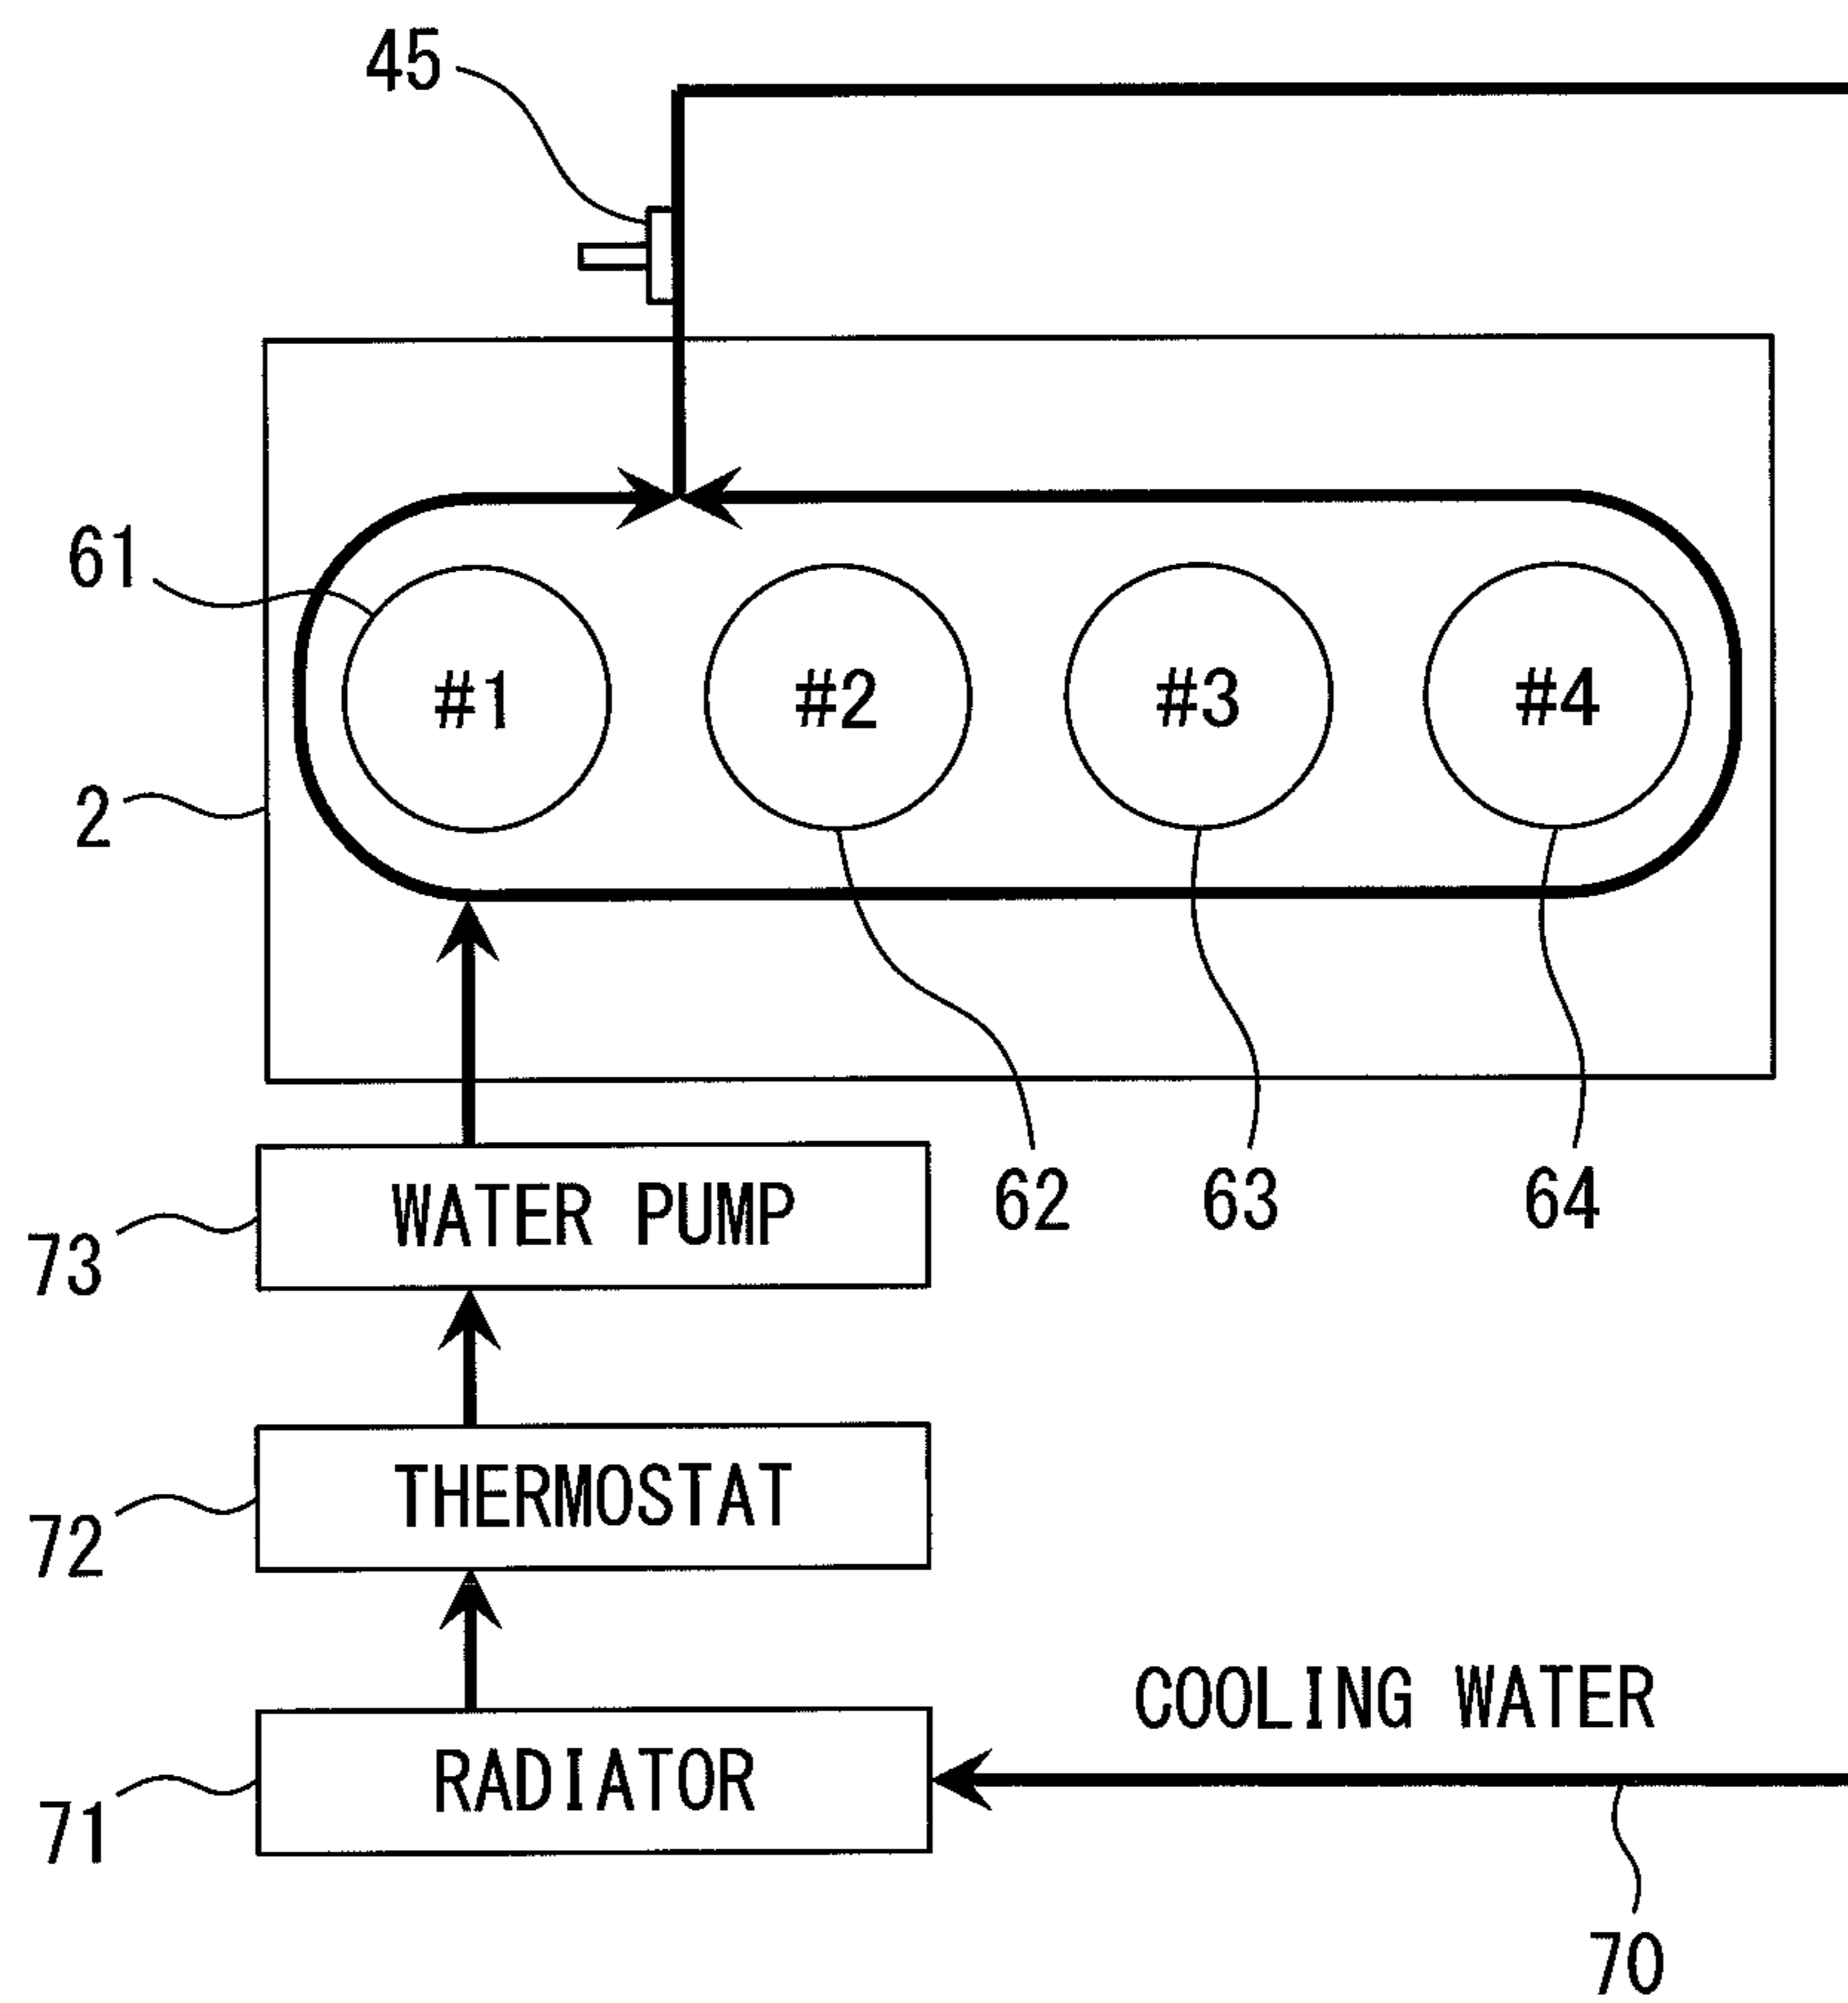 45
61
#1 #2 #3 #4
2
62 63 64
WATER PUMP
73
THERMOSTAT
72
COOLING WATER
RADIATOR
71
70